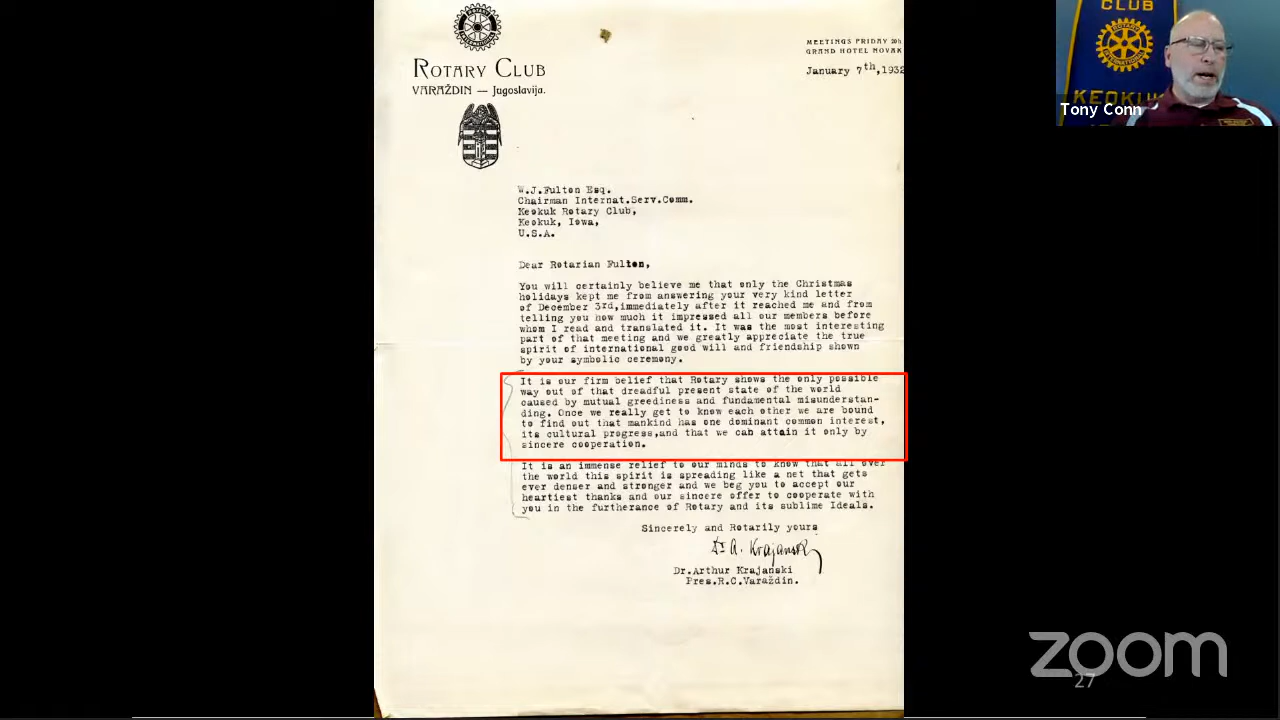 ROTARY CLUB
VARAŽDIN — Jugoslavija.
MEETINGS FRIDAY 20h
GRAND HOTEL NOVAK
January 7th,1932
W.J.Fulton Esq.
Chairman Internat.Serv.Comm.
Keokuk Rotary Club,
Keokuk, Iowa,
U.S.A.
Dear Rotarian Fulton,
You will certainly believe me that only the Christmas
holidays kept me from answering your very kind letter
of December 3rd,immediately after it reached me and from
telling you how much it impressed all our members before
whom I read and translated it. It was the most interesting
part of that meeting and we greatly appreciate the true
spirit of international good will and friendship shown
by your symbolic ceremony.
It is our firm belief that Rotary shows the only possible
way out of that dreadful present state of the world
caused by mutual greediness and fundamental misunderstan-
ding. Once we really get to know each other we are bound
to find out that mankind has one dominant common interest,
its cultural progress,and that we cab attain it only by
sincere cooperation.
It is an immense relief to our minds to know that all over
the world this spirit is spreading like a net that gets
ever denser and stronger and we beg you to accept our
heartiest thanks and our sincere offer to cooperate with
you in the furtherance of Rotary and its sublime Ideals.
Sincerely and Rotarily yours
Dr A. Krajanski
Dr.Arthur Krajanski
Pres.R.C.Varaždin.
CLUB
KEOKUK
Tony Conn
zoom
27